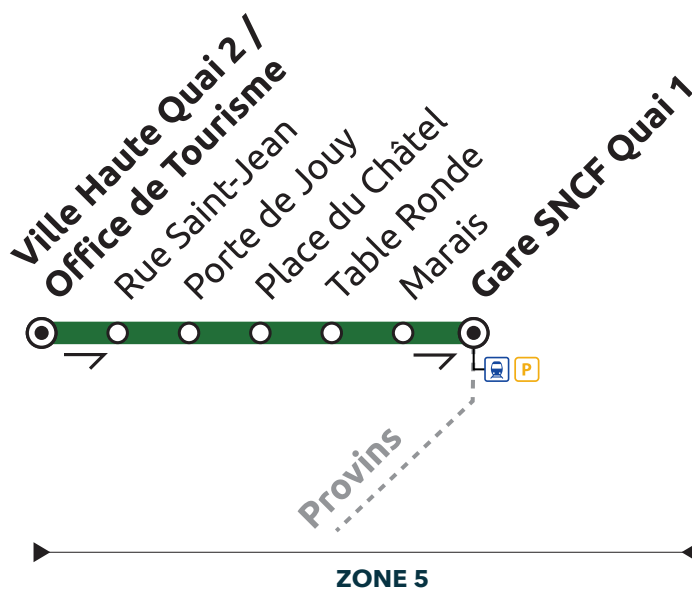 Ville Haute Quai 2 /
Office de Tourisme
Rue Saint-Jean
Porte de Jouy
Place du Châtel
Table Ronde
Marais
Gare SNCF Quai 1
P
Provins
ZONE 5